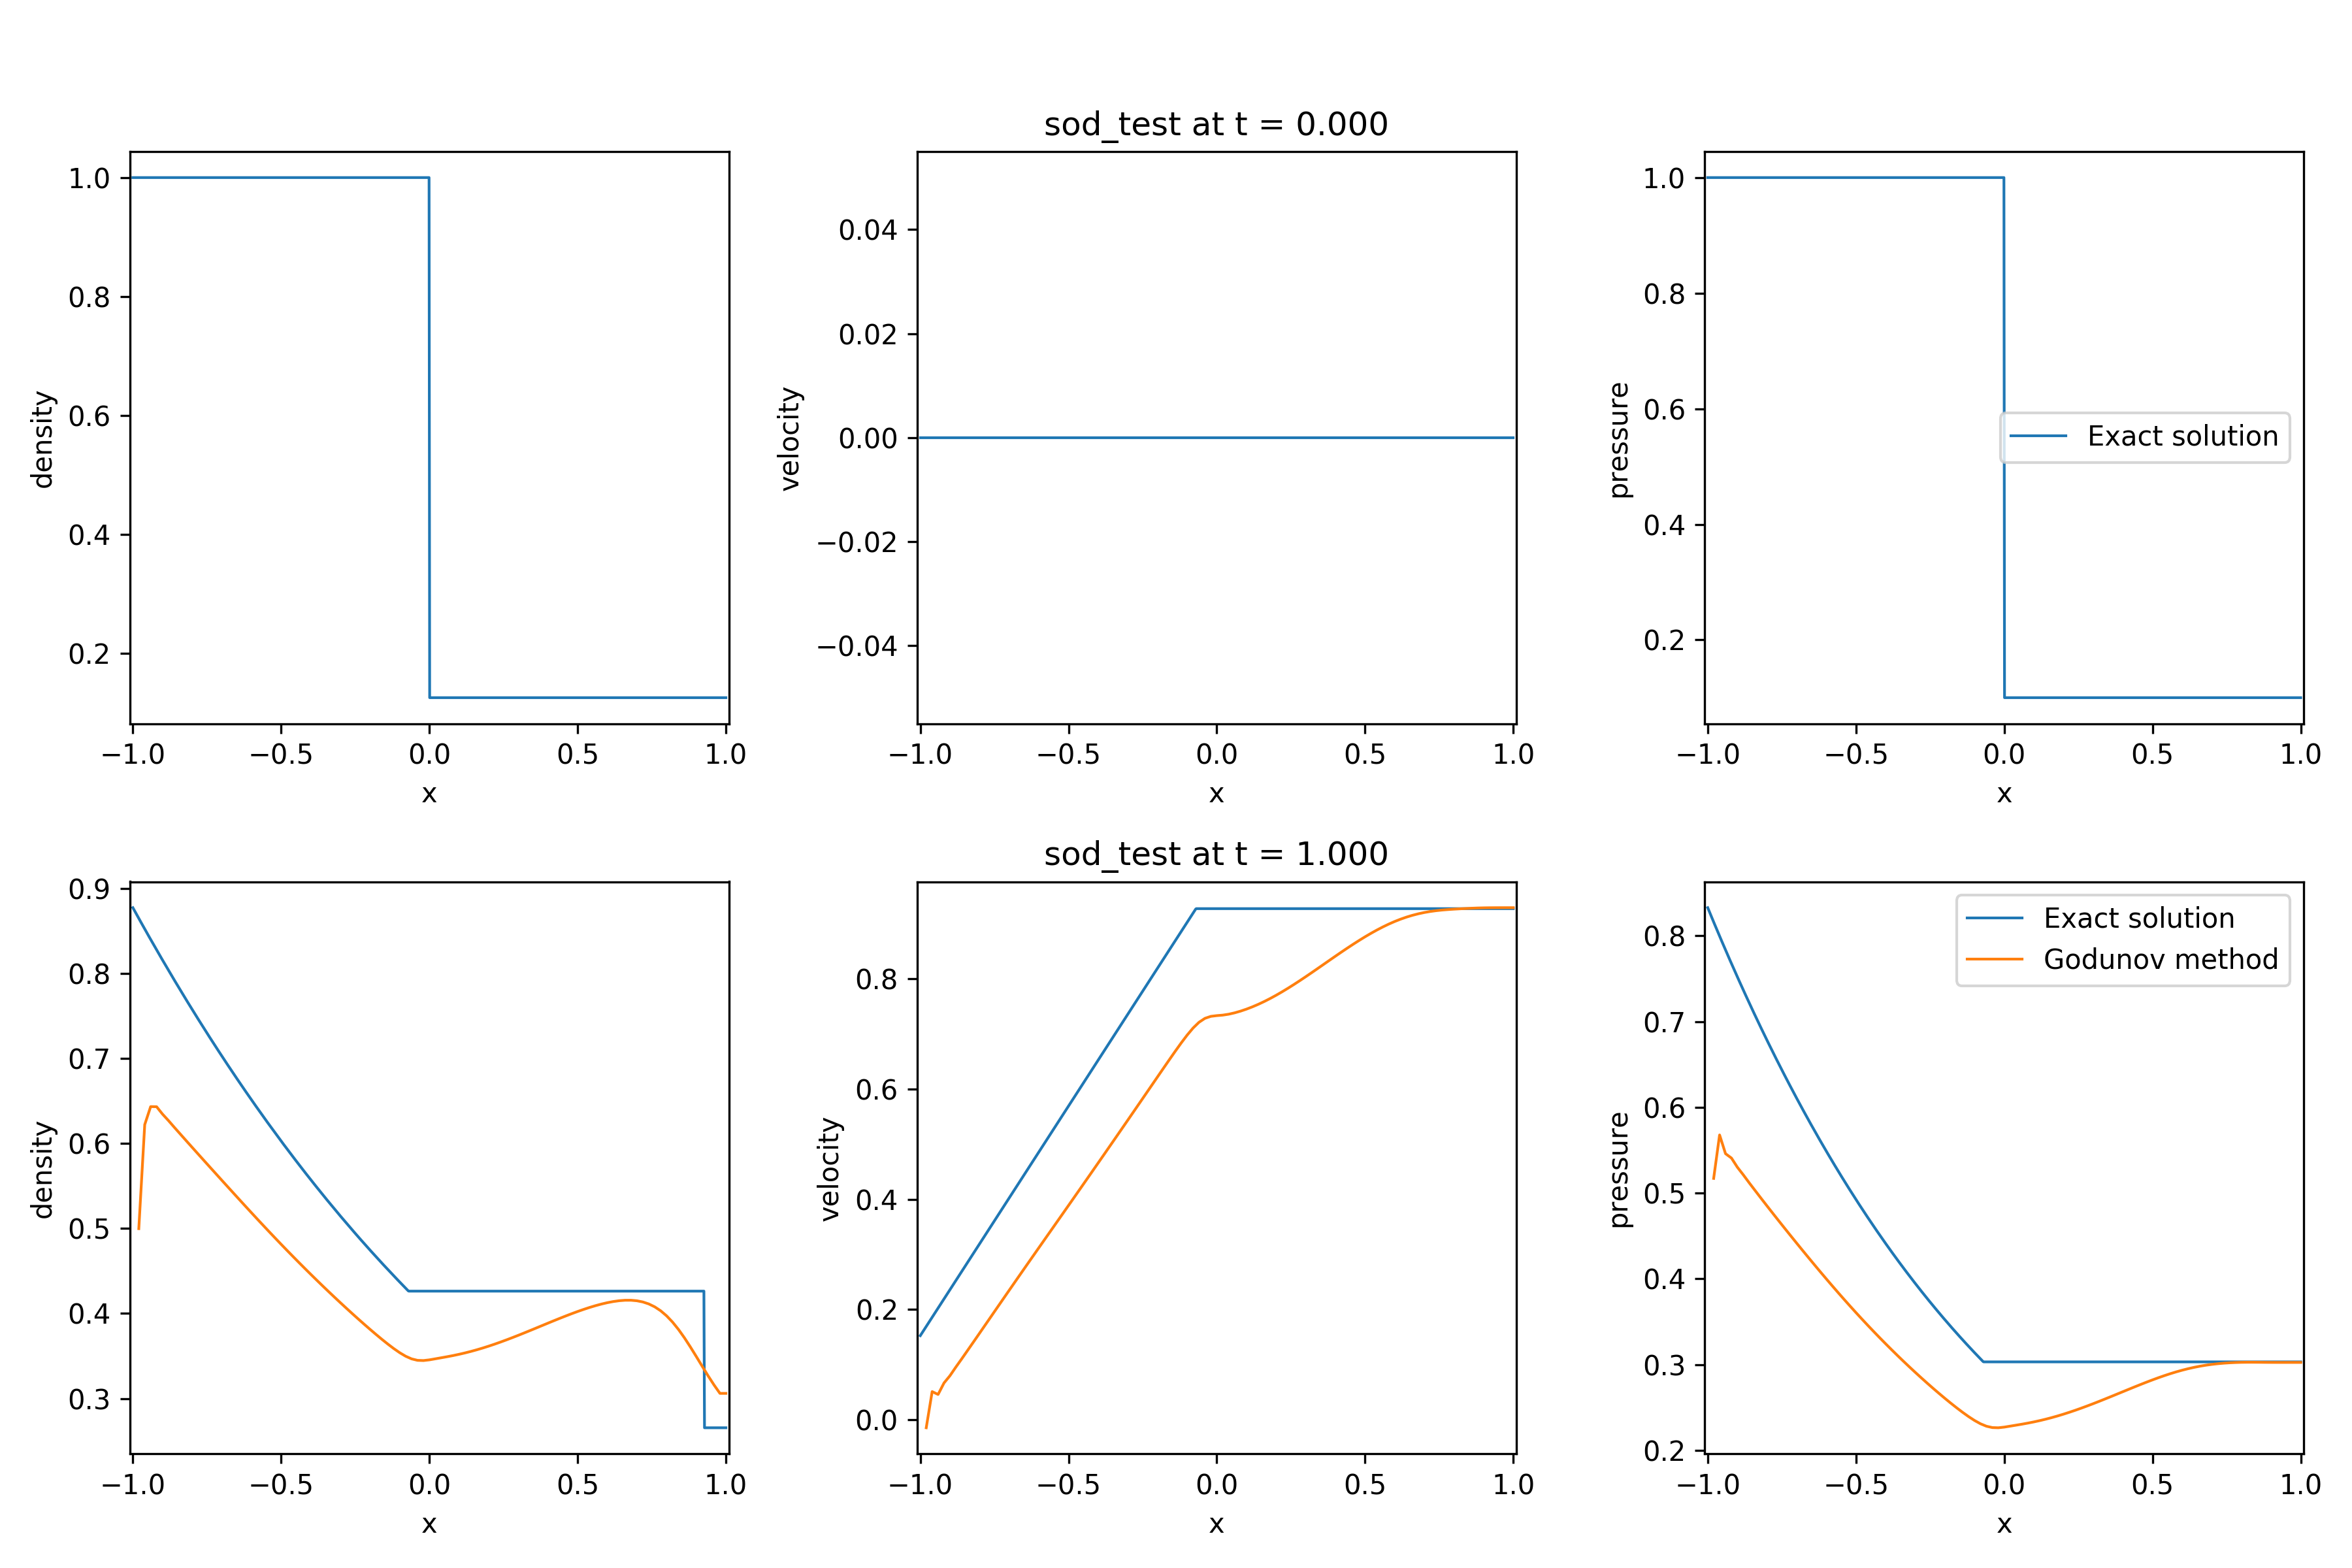 sod_test at t = 0.000
density
1.0
0.8
0.6
0.4
0.2
−1.0 −0.5 0.0 0.5 1.0
x
velocity
0.04
0.02
0.00
−0.02
−0.04
−1.0 −0.5 0.0 0.5 1.0
x
pressure
1.0
0.8
0.6
0.4
0.2
Exact solution
−1.0 −0.5 0.0 0.5 1.0
x
sod_test at t = 1.000
density
0.9
0.8
0.7
0.6
0.5
0.4
0.3
−1.0 −0.5 0.0 0.5 1.0
x
velocity
0.8
0.6
0.4
0.2
0.0
−1.0 −0.5 0.0 0.5 1.0
x
pressure
0.8
0.7
0.6
0.5
0.4
0.3
0.2
Exact solution
Godunov method
−1.0 −0.5 0.0 0.5 1.0
x